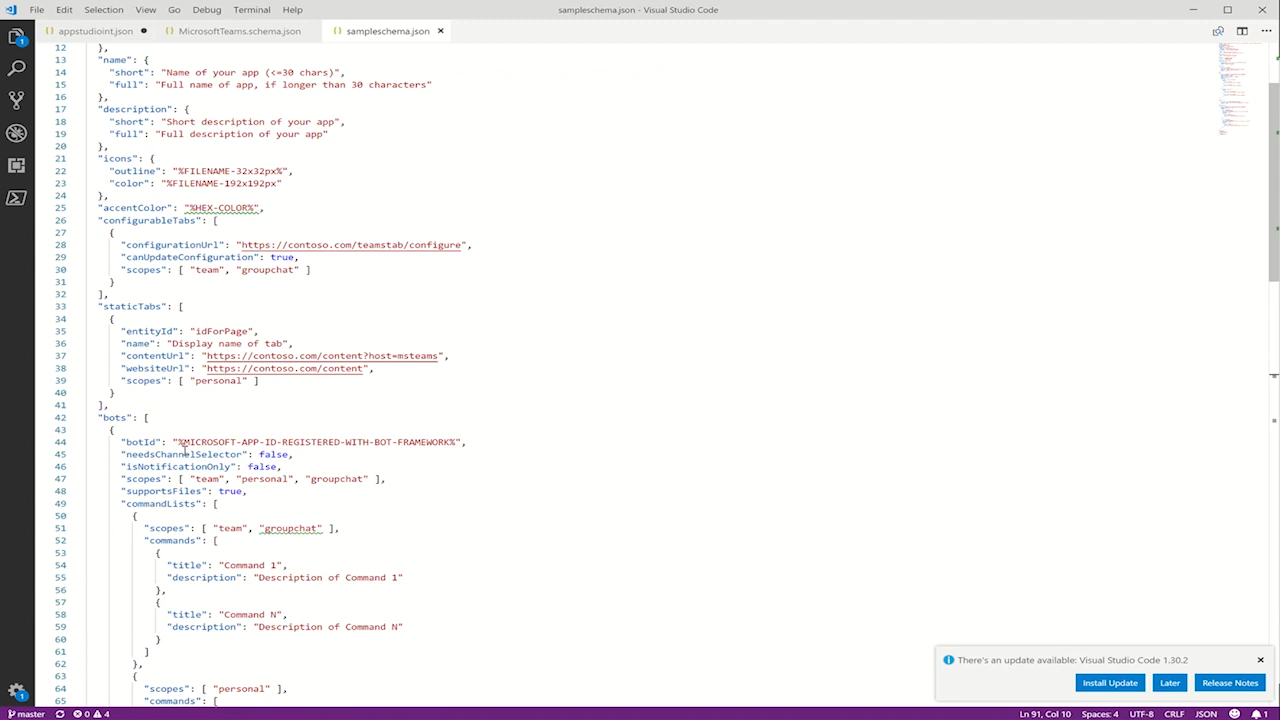 File Edit Selection View Go Debug Terminal Help
sampleschema.json - Visual Studio Code
appstudioint.json
MicrosoftTeams.schema.json
sampleschema.json
12 },
13 "name": {
14 "short": "Name of your app (<=30 chars)",
15 "full": "Full name of app, if longer than 30 characters"
16 },
17 "description": {
18 "short": "Short description of your app",
19 "full": "Full description of your app"
20 },
21 "icons": {
22 "outline": "%FILENAME-32x32px%",
23 "color": "%FILENAME-192x192px"
24 },
25 "accentColor": "%HEX-COLOR%",
26 "configurableTabs": [
27 {
28 "configurationUrl": "https://contoso.com/teamstab/configure",
29 "canUpdateConfiguration": true,
30 "scopes": [ "team", "groupchat" ]
31 }
32 ],
33 "staticTabs": [
34 {
35 "entityId": "idForPage",
36 "name": "Display name of tab",
37 "contentUrl": "https://contoso.com/content?host=msteams",
38 "websiteUrl": "https://contoso.com/content",
39 "scopes": [ "personal" ]
40 }
41 ],
42 "bots": [
43 {
44 "botId": "%MICROSOFT-APP-ID-REGISTERED-WITH-BOT-FRAMEWORK%",
45 "needsChannelSelector": false,
46 "isNotificationOnly": false,
47 "scopes": [ "team", "personal", "groupchat" ],
48 "supportsFiles": true,
49 "commandLists": [
50 {
51 "scopes": [ "team", "groupchat" ],
52 "commands": [
53 {
54 "title": "Command 1",
55 "description": "Description of Command 1"
56 },
57 {
58 "title": "Command N",
59 "description": "Description of Command N"
60 }
61 ]
62 },
63 {
64 "scopes": [ "personal" ],
65 "commands": [
There's an update available: Visual Studio Code 1.30.2
Install Update Later Release Notes
master 0 4 Ln 91, Col 10 Spaces: 4 UTF-8 CRLF JSON 1